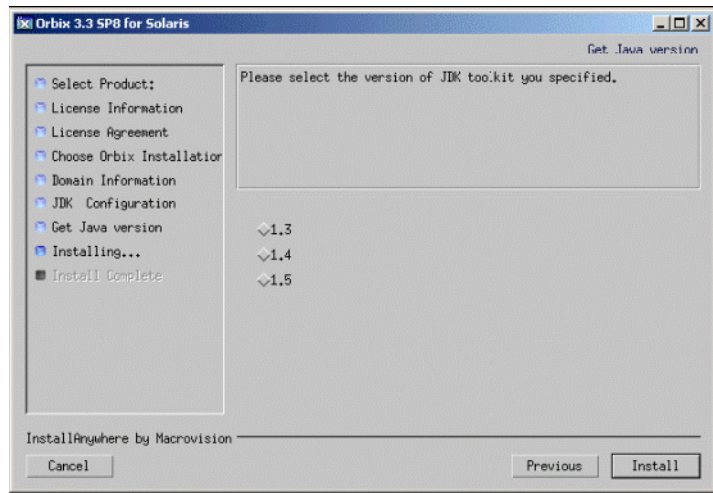 Orbix 3.3 SP8 for Solaris
Get Java version
Select Product:
License Information
License Agreement
Choose Orbix Installation
Domain Information
JDK Configuration
Get Java version
Installing...
Install Complete
Please select the version of JDK toolkit you specified.
1.3
1.4
1.5
InstallAnywhere by Macrovision
Cancel
Previous
Install